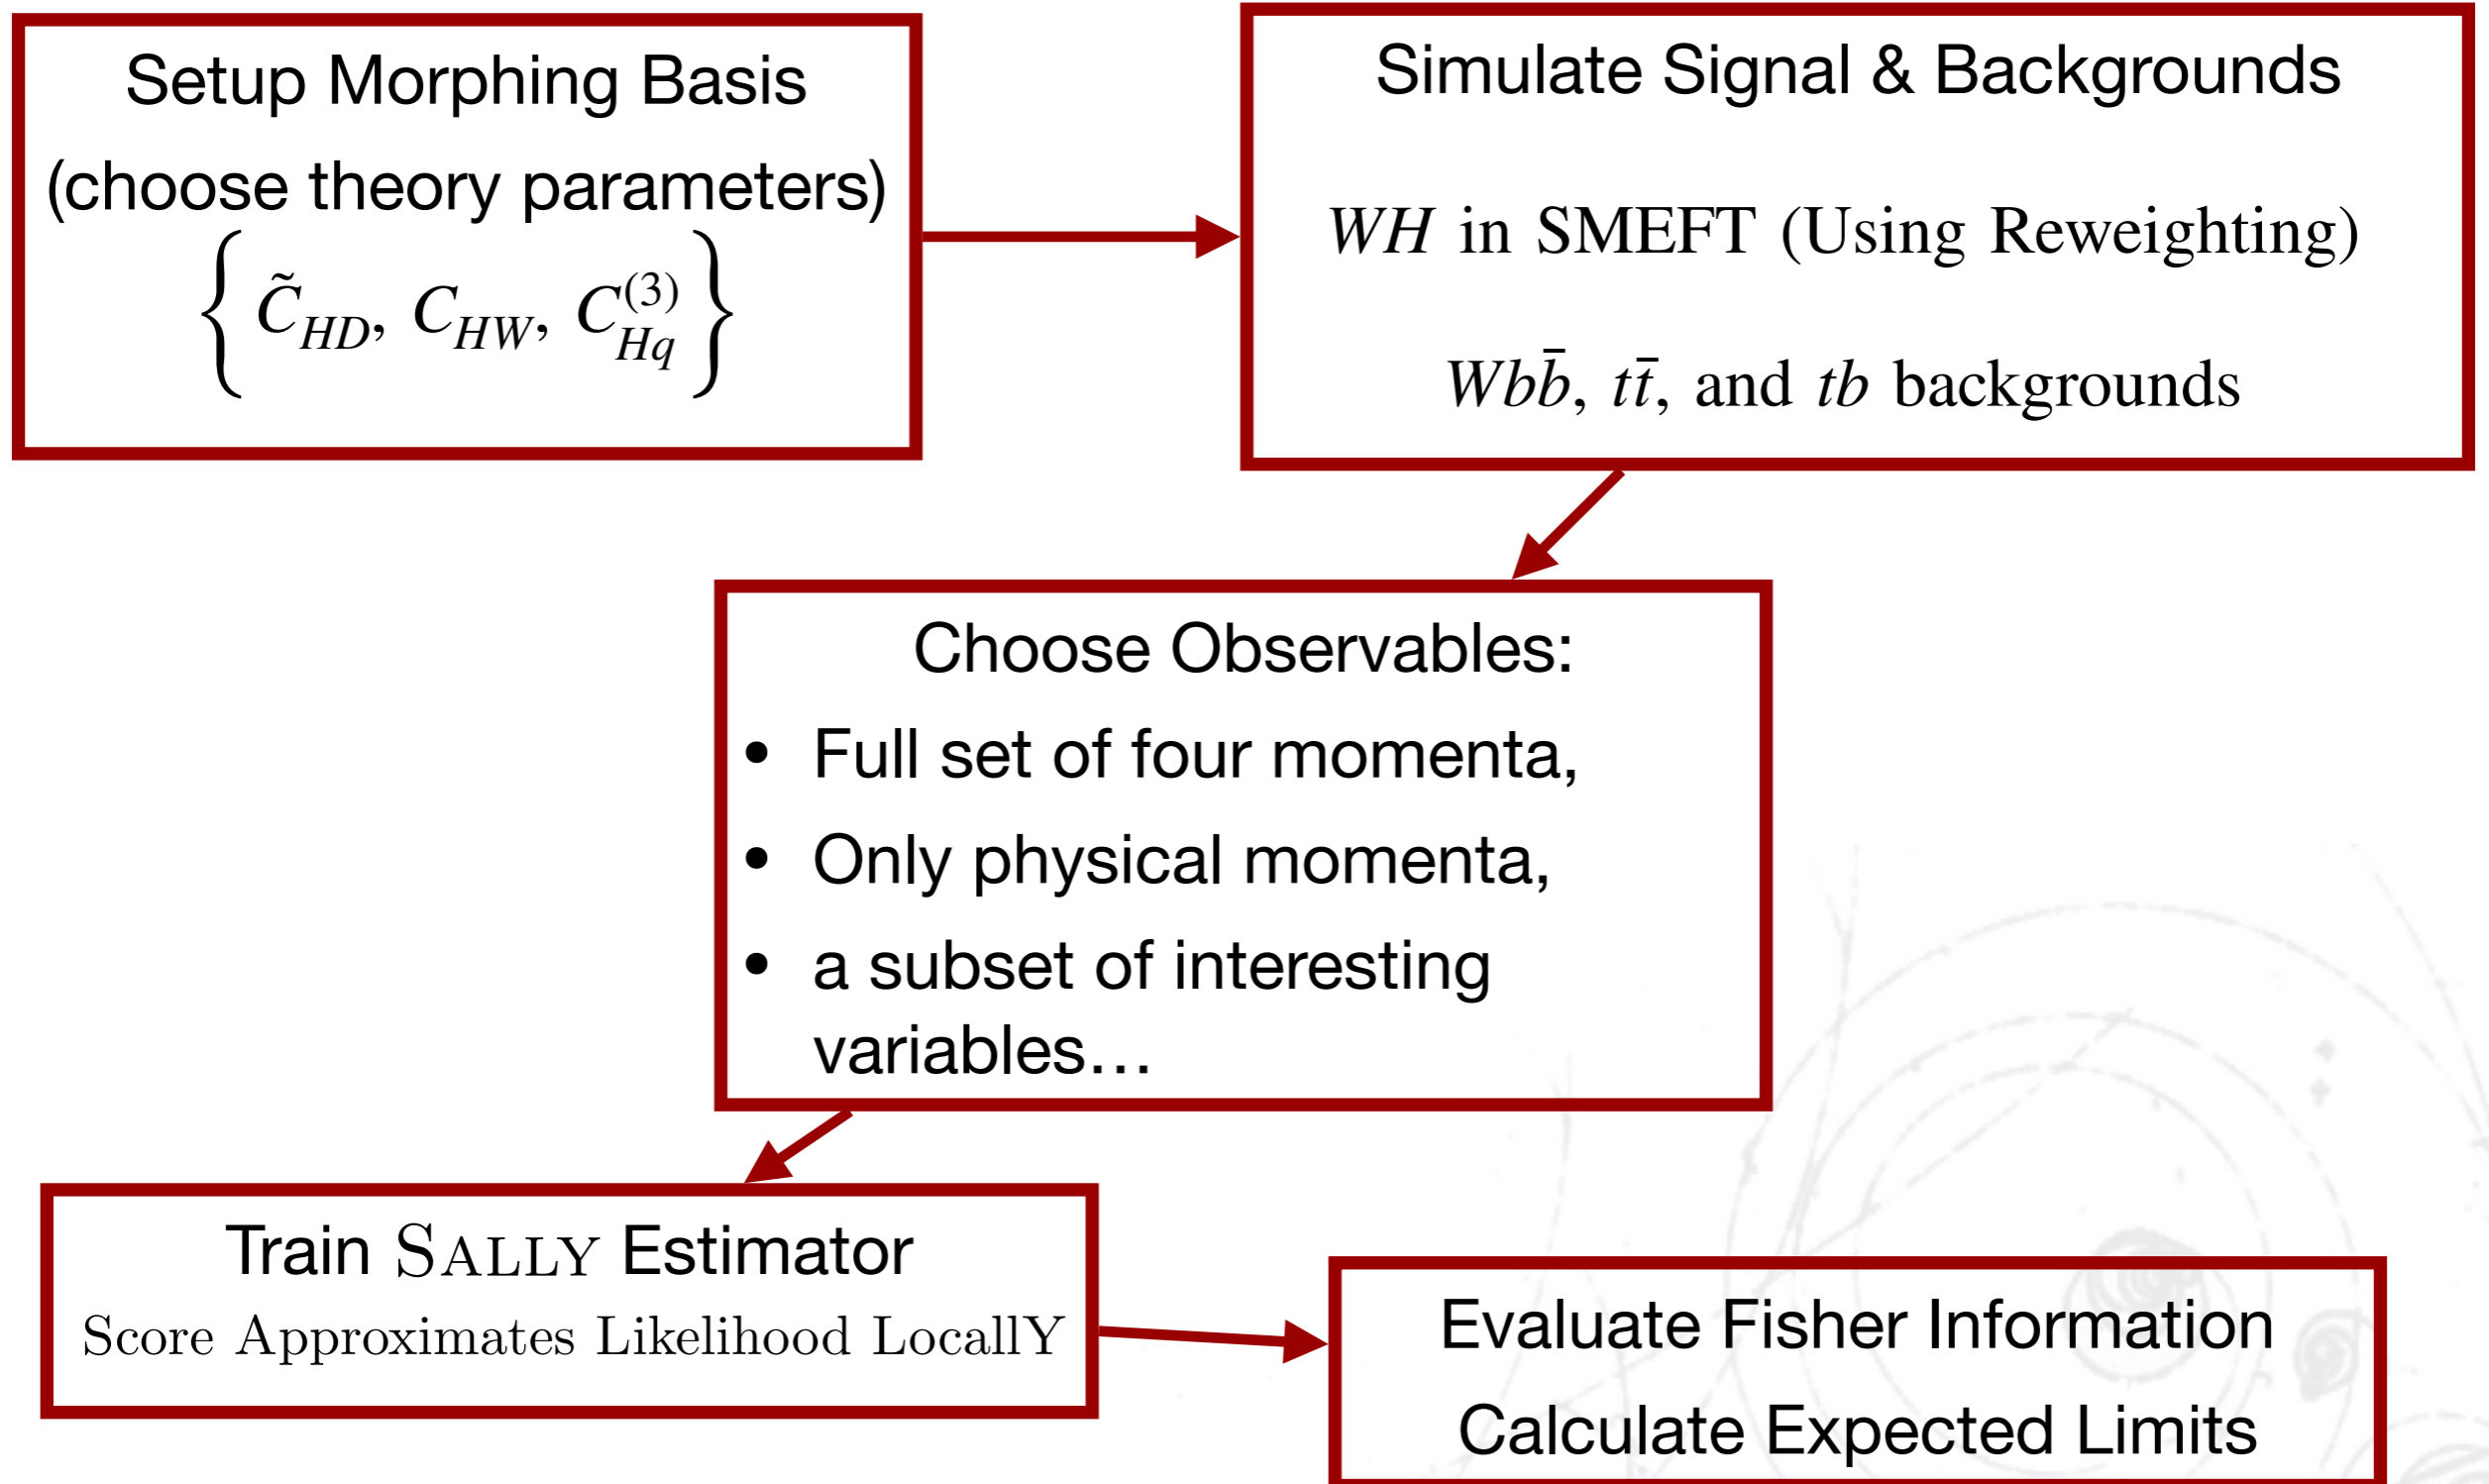 Setup Morphing Basis
(choose theory parameters)
{C̃_HD, C_HW, C_Hq^(3)}
Simulate Signal & Backgrounds
WH in SMEFT (Using Reweighting)
Wbb̄, tt̄, and tb backgrounds
Choose Observables:
• Full set of four momenta,
• Only physical momenta,
• a subset of interesting
variables…
Train SALLY Estimator
Score Approximates Likelihood LocallY
Evaluate Fisher Information
Calculate Expected Limits